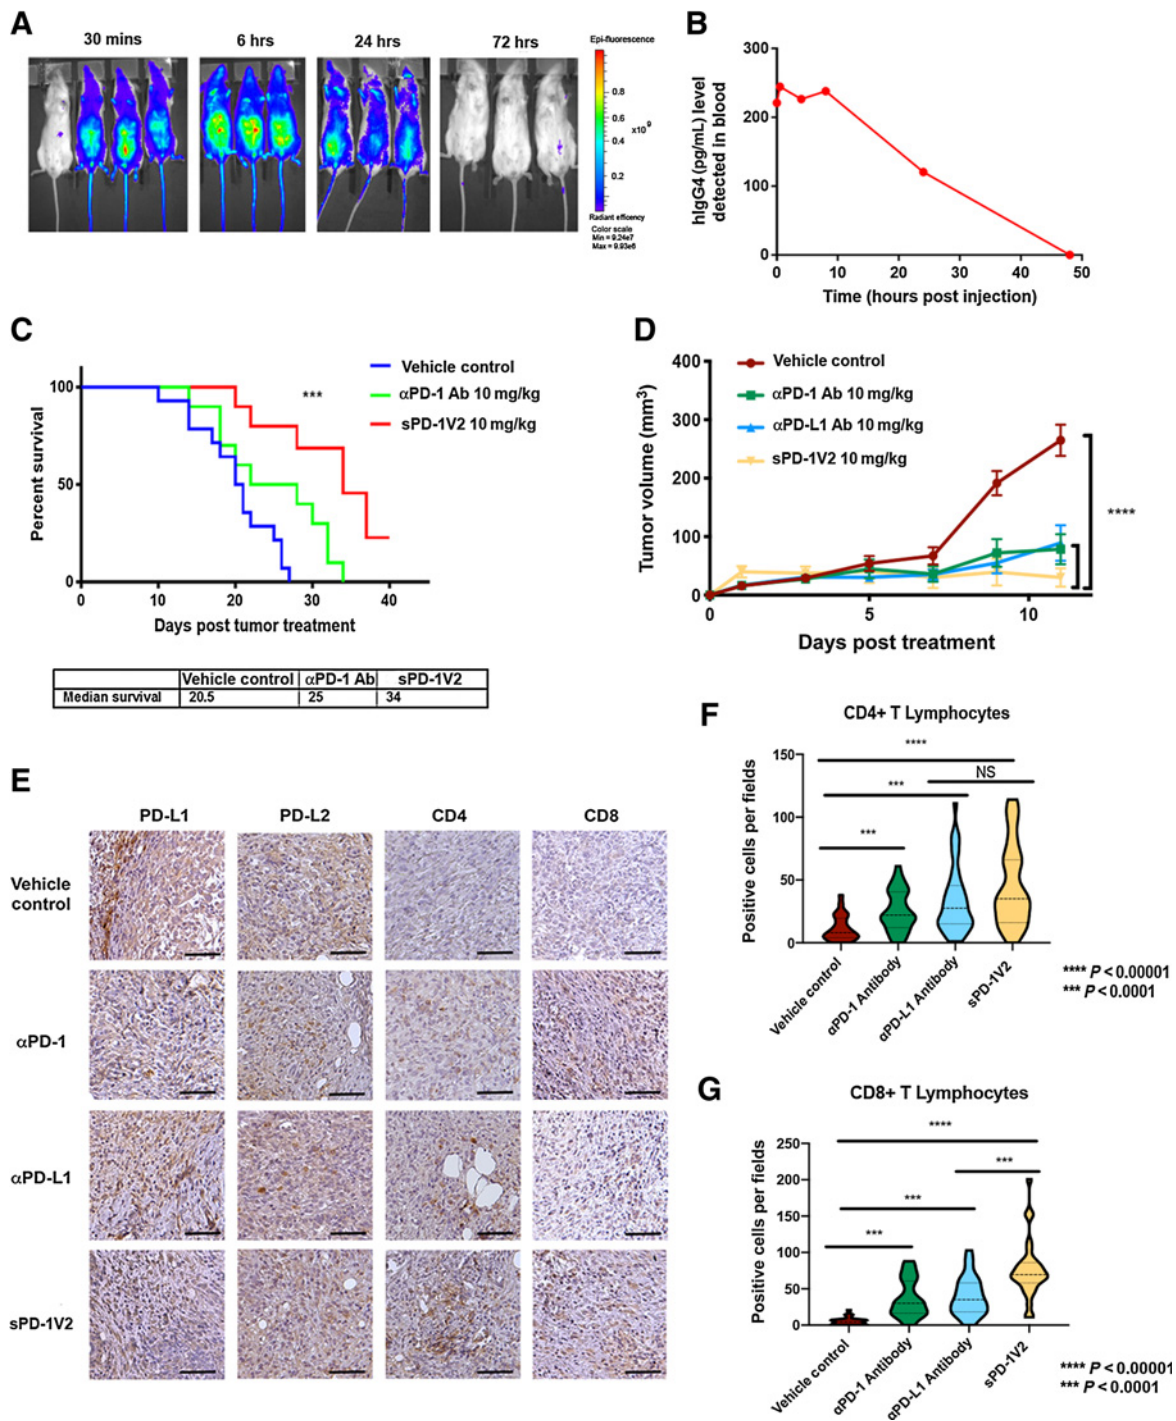 A
30 mins
6 hrs
24 hrs
72 hrs
Epi-fluorescence
0.8
0.6
x10^9
0.4
0.2
Radiant efficency
Color scale
Min = 9.24e7
Max = 9.93e6
B
hIgG4 (pg/mL) level
detected in blood
300
200
100
0
0
10
20
30
40
50
Time (hours post injection)
C
Percent survival
100
50
0
0
10
20
30
40
Days post tumor treatment
***
Vehicle control
αPD-1 Ab 10 mg/kg
sPD-1V2 10 mg/kg
Vehicle control
αPD-1 Ab
sPD-1V2
Median survival
20.5
25
34
D
Tumor volume (mm³)
400
300
200
100
0
0
5
10
Days post treatment
Vehicle control
αPD-1 Ab 10 mg/kg
αPD-L1 Ab 10 mg/kg
sPD-1V2 10 mg/kg
****
E
PD-L1
PD-L2
CD4
CD8
Vehicle
control
αPD-1
αPD-L1
sPD-1V2
F
CD4+ T Lymphocytes
Positive cells per fields
150
100
50
0
****
NS
***
***
Vehicle control
αPD-1 Antibody
αPD-L1 Antibody
sPD-1V2
**** P < 0.00001
*** P < 0.0001
G
CD8+ T Lymphocytes
Positive cells per fields
250
200
150
100
50
0
****
***
***
***
Vehicle control
αPD-1 Antibody
αPD-L1 Antibody
sPD-1V2
**** P < 0.00001
*** P < 0.0001